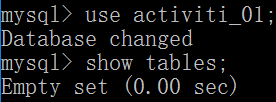 mysql> use activiti_01;
Database changed
mysql> show tables;
Empty set (0.00 sec)